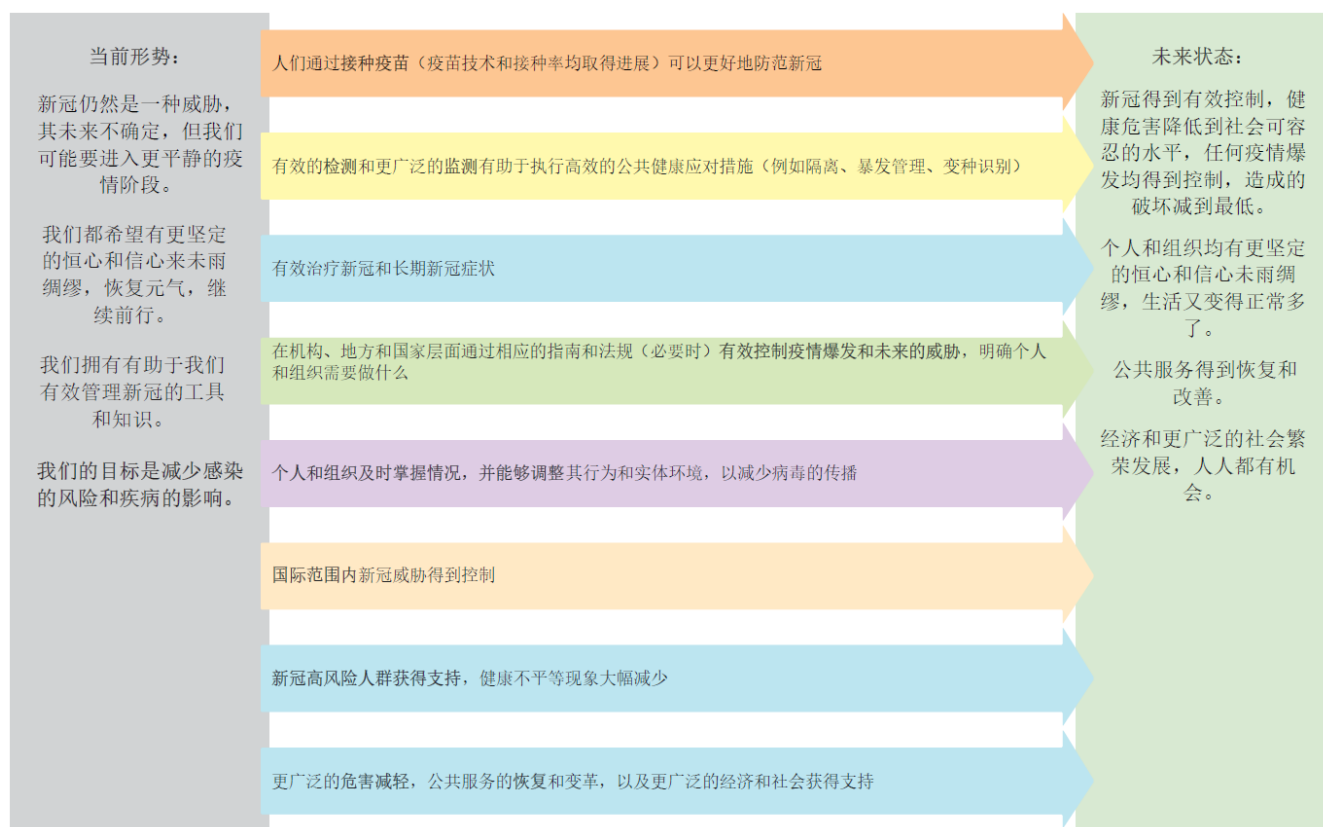 当前形势：
新冠仍然是一种威胁，
其未来不确定，但我们
可能要进入更平静的疫
情阶段。
我们都希望有更坚定
的恒心和信心来未雨
绸缪，恢复元气，继
续前行。
我们拥有有助于我们
有效管理新冠的工具
和知识。
我们的目标是减少感染
的风险和疾病的影响。
人们通过接种疫苗（疫苗技术和接种率均取得进展）可以更好地防范新冠
有效的检测和更广泛的监测有助于执行高效的公共健康应对措施（例如隔离、暴发管理、变种识别）
有效治疗新冠和长期新冠症状
在机构、地方和国家层面通过相应的指南和法规（必要时）有效控制疫情爆发和未来的威胁，明确个人
和组织需要做什么
个人和组织及时掌握情况，并能够调整其行为和实体环境，以减少病毒的传播
国际范围内新冠威胁得到控制
新冠高风险人群获得支持，健康不平等现象大幅减少
更广泛的危害减轻，公共服务的恢复和变革，以及更广泛的经济和社会获得支持
未来状态：
新冠得到有效控制，健
康危害降低到社会可容
忍的水平，任何疫情爆
发均得到控制，造成的
破坏减到最低。
个人和组织均有更坚定
的恒心和信心未雨绸
缪，生活又变得正常多
了。
公共服务得到恢复和
改善。
经济和更广泛的社会繁
荣发展，人人都有机
会。